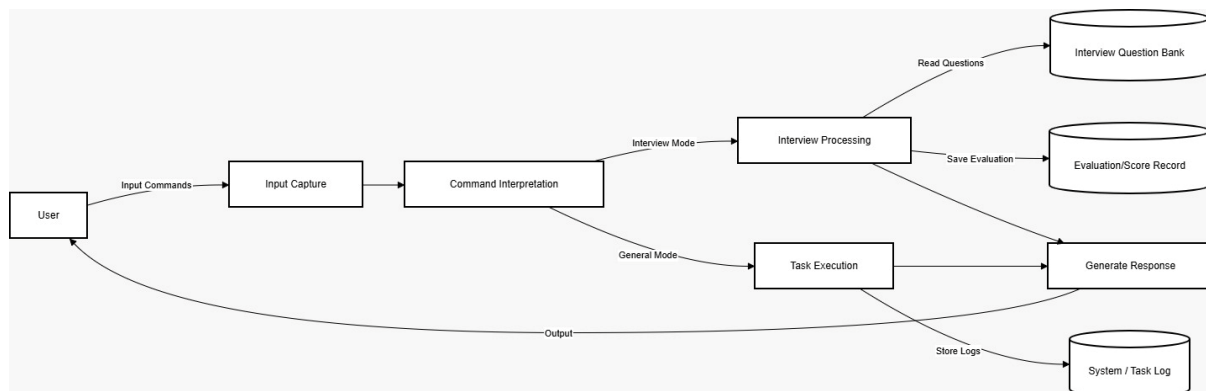 Interview Question Bank
Read Questions
Interview Processing
Interview Mode
Save Evaluation
Evaluation/Score Record
Input Commands
Input Capture
Command Interpretation
User
General Mode
Task Execution
Generate Response
Output
Store Logs
System / Task Log